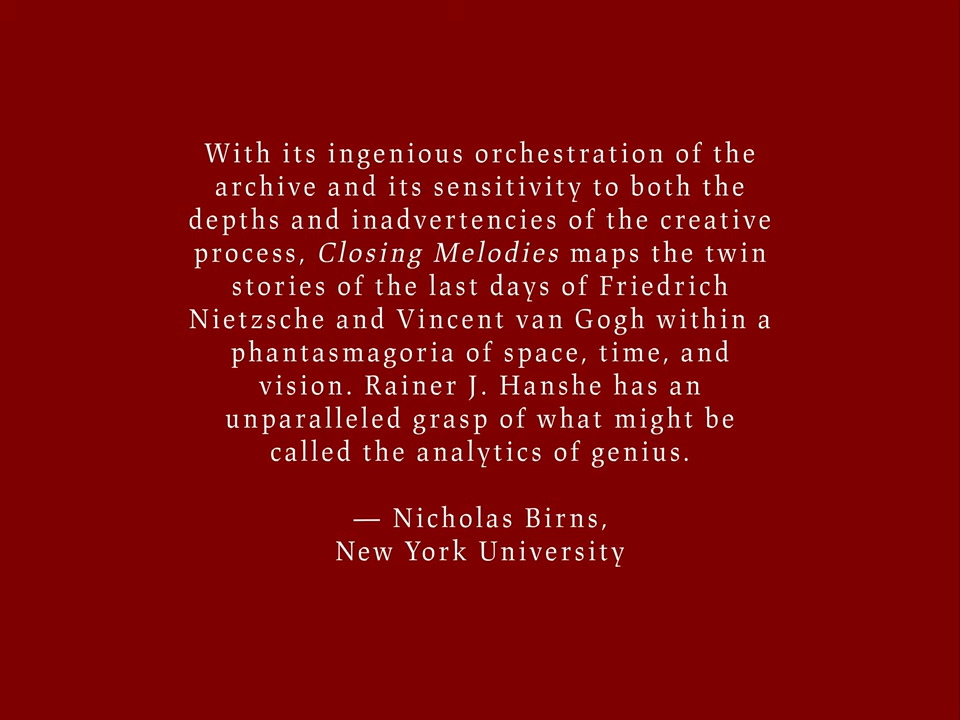 With its ingenious orchestration of the
archive and its sensitivity to both the
depths and inadvertencies of the creative
process, Closing Melodies maps the twin
stories of the last days of Friedrich
Nietzsche and Vincent van Gogh within a
phantasmagoria of space, time, and
vision. Rainer J. Hanshe has an
unparalleled grasp of what might be
called the analytics of genius.
— Nicholas Birns,
New York University